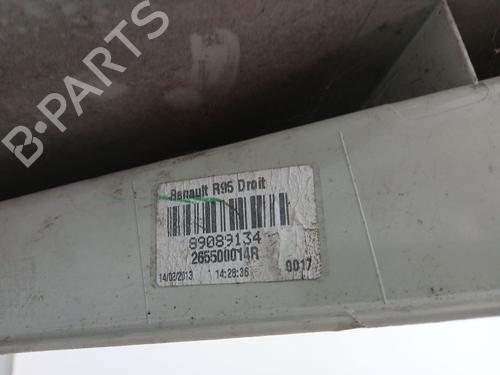 B-PARTS
Renault R95 Droit
89089134
265500014R
14/02/2013 14:28:36 0017